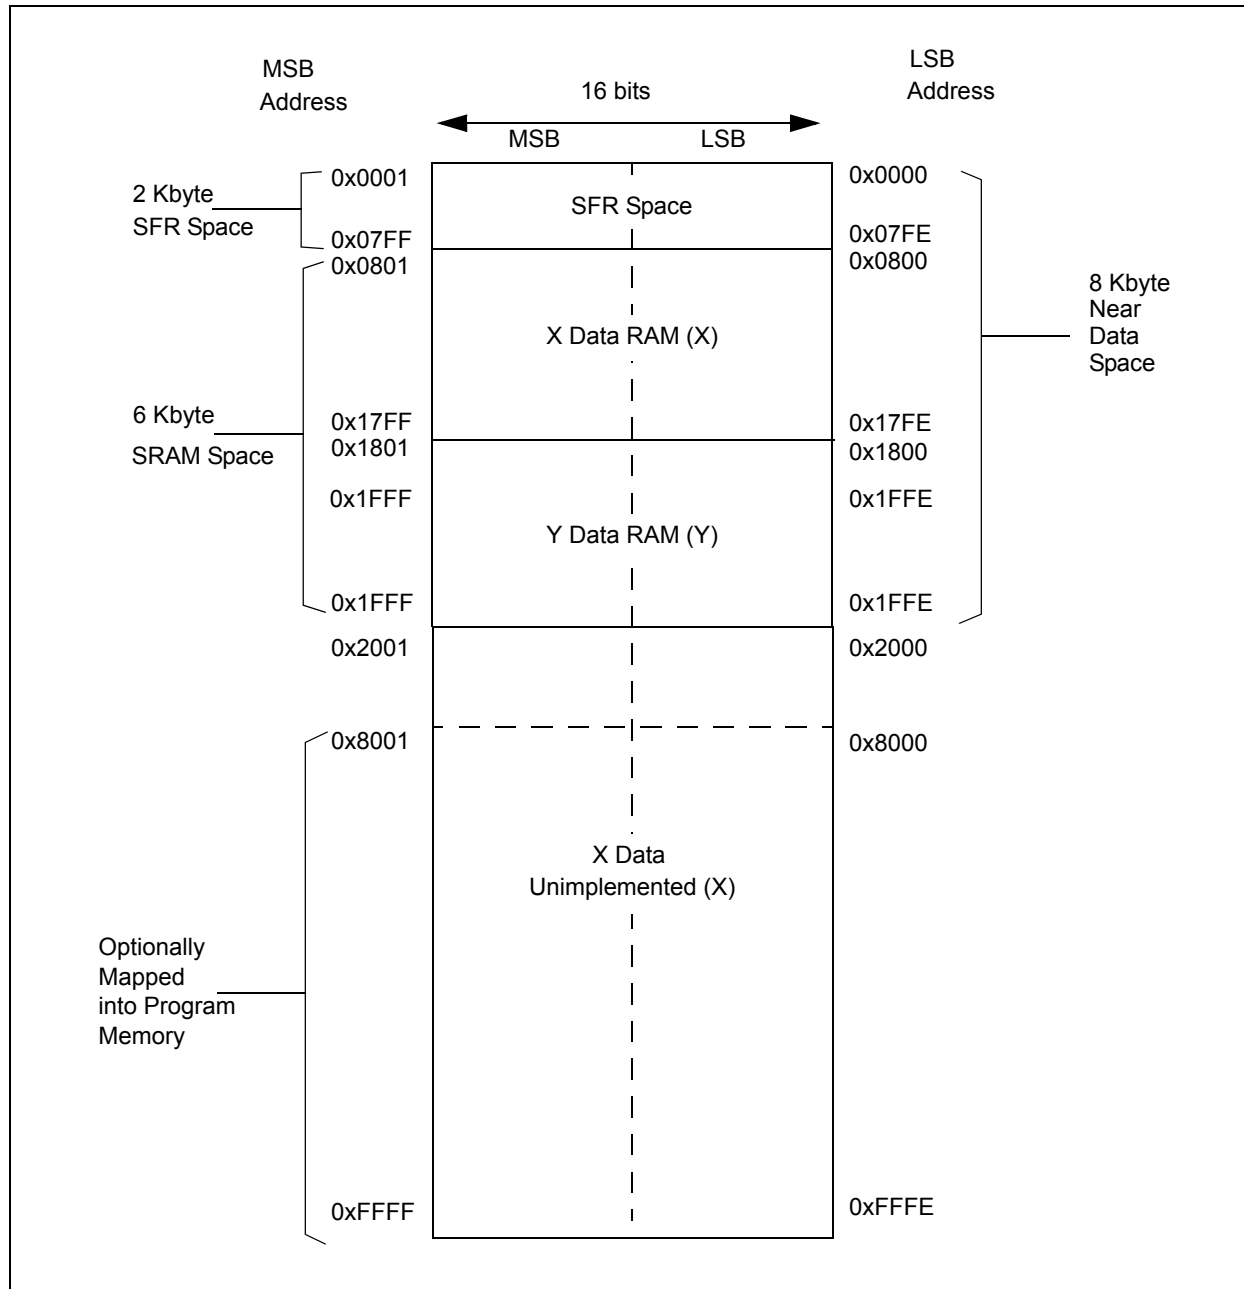 MSB
Address
LSB
Address
16 bits
MSB LSB
2 Kbyte
SFR Space
0x0001
0x07FF
0x0801
SFR Space
0x0000
0x07FE
0x0800
X Data RAM (X)
8 Kbyte
Near
Data
Space
6 Kbyte
SRAM Space
0x17FF
0x1801
0x1FFF
0x17FE
0x1800
0x1FFE
Y Data RAM (Y)
0x1FFF
0x2001
0x1FFE
0x2000
0x8001
0x8000
X Data
Unimplemented (X)
Optionally
Mapped
into Program
Memory
0xFFFF
0xFFFE